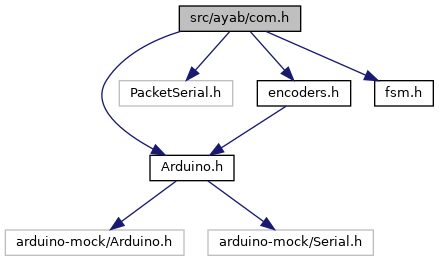 src/ayab/com.h
PacketSerial.h
encoders.h
fsm.h
Arduino.h
arduino-mock/Arduino.h
arduino-mock/Serial.h